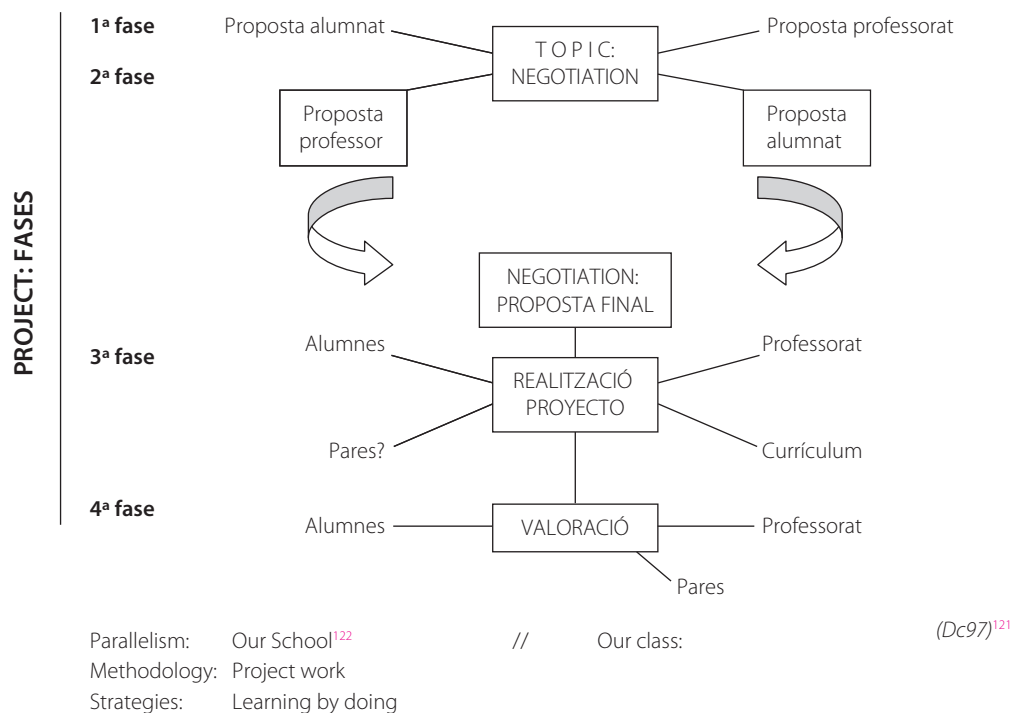 PROJECT: FASES
1ª fase
Proposta alumnat
T O P I C:
NEGOTIATION
Proposta professorat
2ª fase
Proposta
professor
Proposta
alumnat
NEGOTIATION:
PROPOSTA FINAL
3ª fase
Alumnes
Professorat
REALITZACIÓ
PROYECTO
Pares?
Currículum
4ª fase
Alumnes
VALORACIÓ
Professorat
Pares
(Dc97)121
Parallelism: Our School122 // Our class:
Methodology: Project work
Strategies: Learning by doing